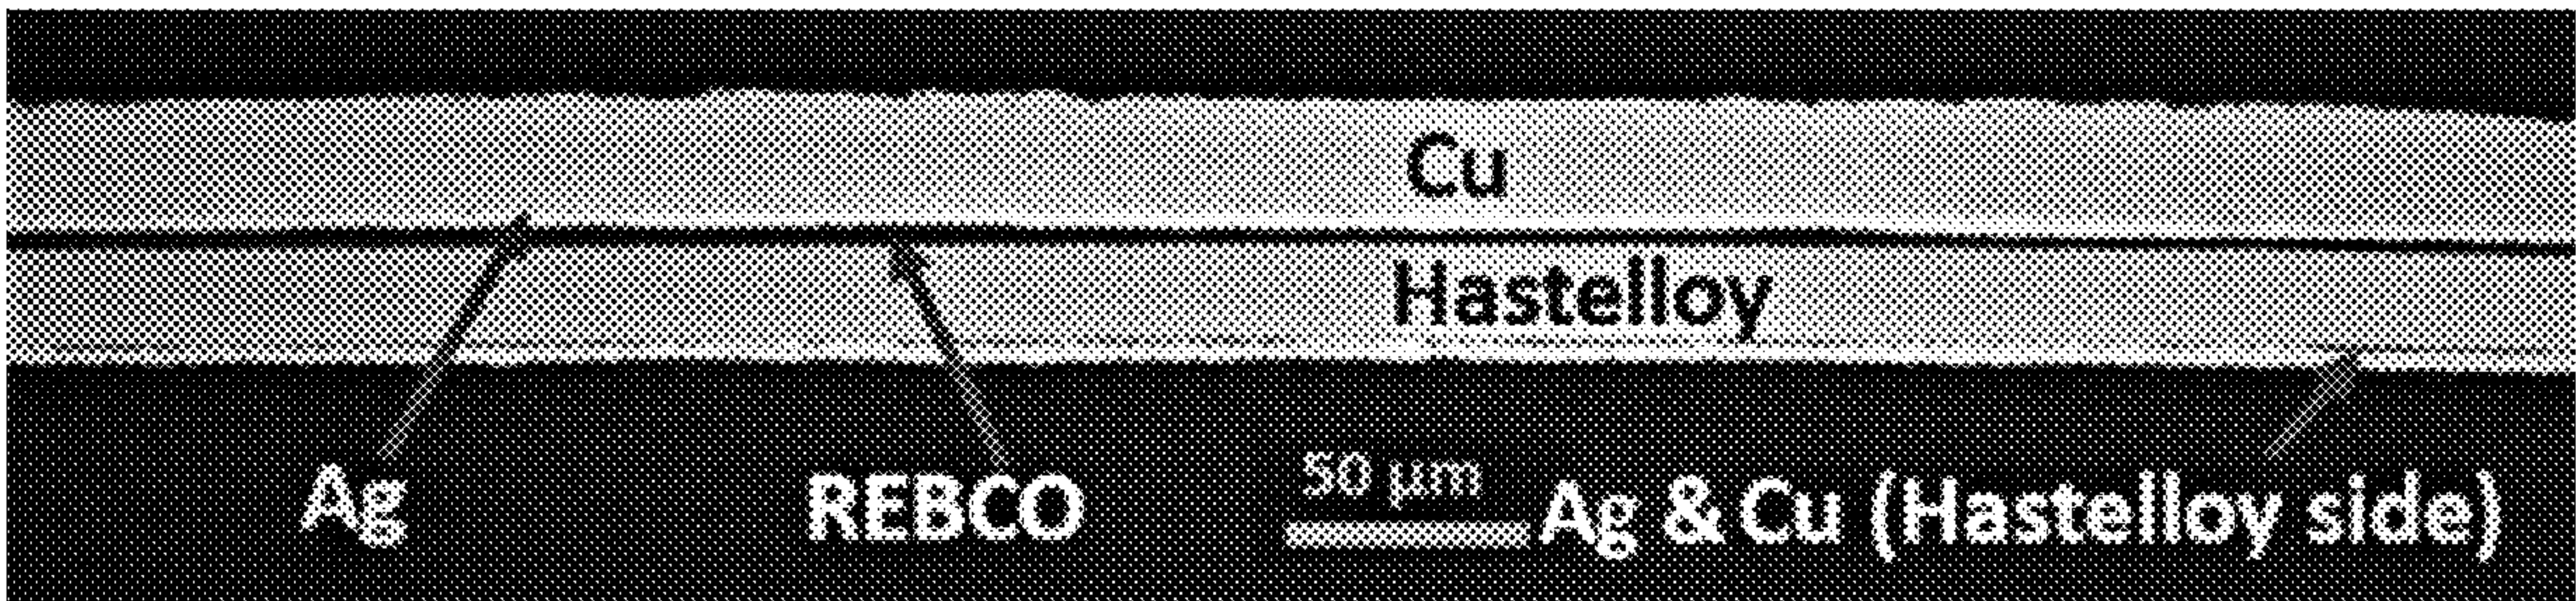 Cu
Hastelloy
Ag
REBCO
50 μm
Ag & Cu (Hastelloy side)